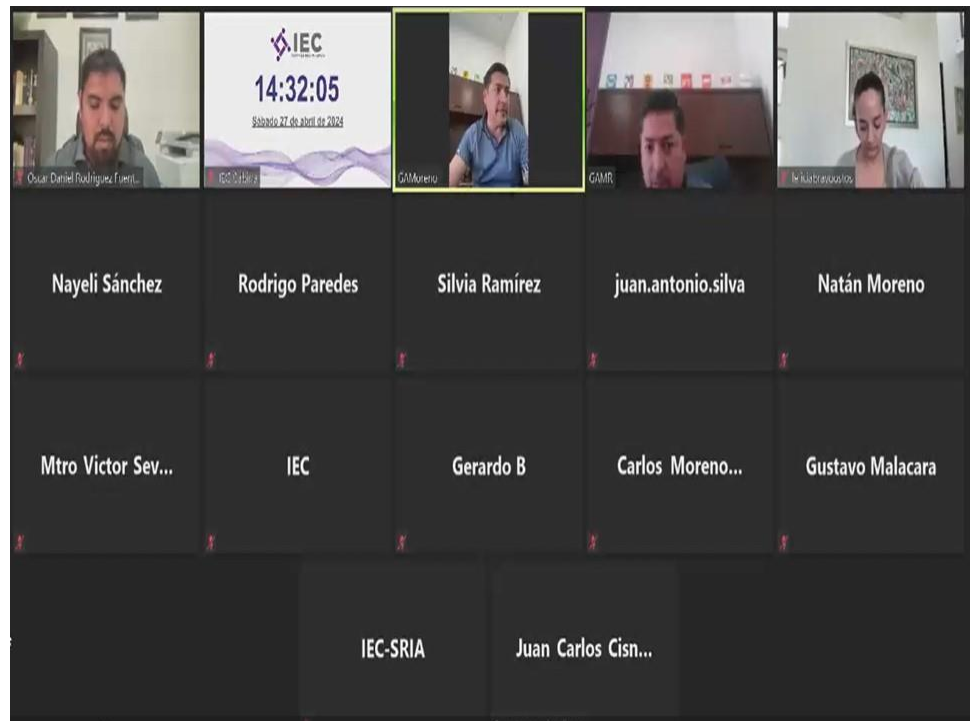 IEC
14:32:05
Sábado 27 de abril de 2024
Oscar Daniel Rodríguez Fuent...
IEC
GAMoreno
GAMR
Nayeli Sánchez
Rodrigo Paredes
Silvia Ramírez
juan.antonio.silva
Natán Moreno
Mtro Victor Sev...
IEC
Gerardo B
Carlos Moreno...
Gustavo Malacara
IEC-SRIA
Juan Carlos Cisn...